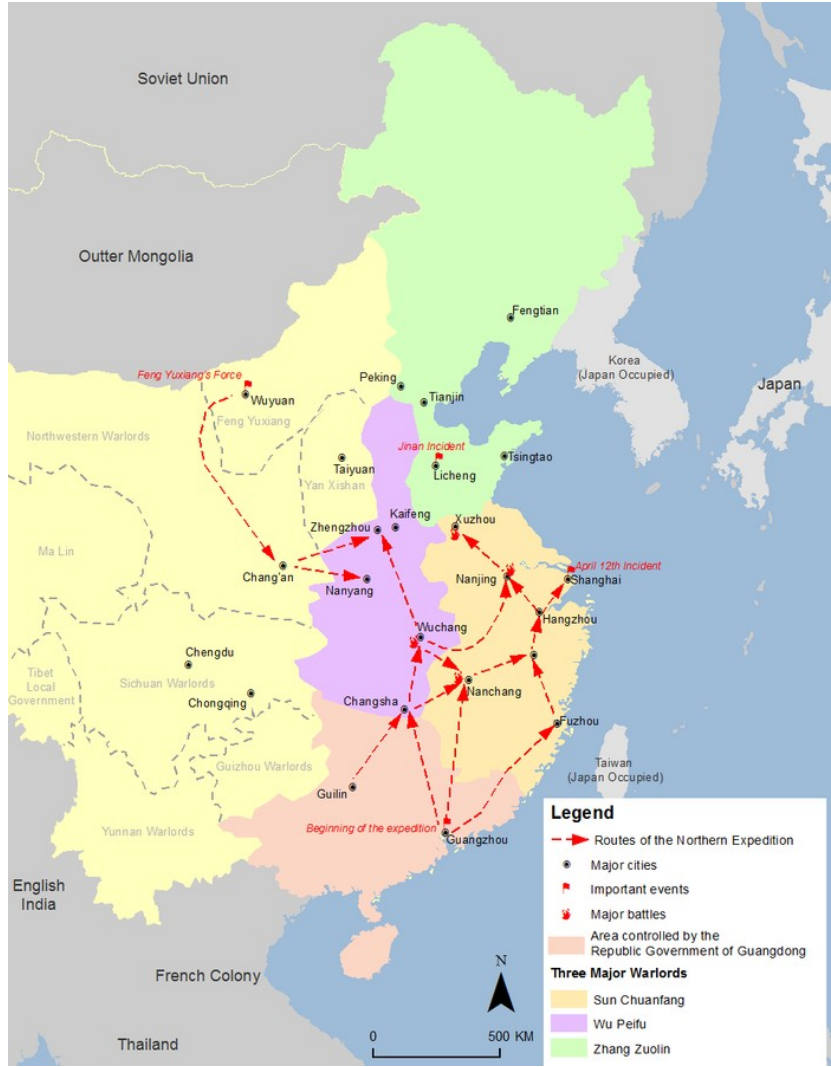 Soviet Union
Outter Mongolia
Fengtian
Feng Yuxiang's Force
Wuyuan
Peking
Tianjin
Korea
(Japan Occupied)
Japan
Feng Yuxiang
Northwestern Warlords
Jinan Incident
Licheng
Tsingtao
Taiyuan
Yan Xishan
Zhengzhou
Kaifeng
Xuzhou
Ma Lin
Chang'an
Nanyang
Nanjing
April 12th Incident
Shanghai
Hangzhou
Wuchang
Chengdu
Tibet
Local
Government
Sichuan Warlords
Chongqing
Nanchang
Changsha
Fuzhou
Guizhou Warlords
Taiwan
(Japan Occupied)
Guilin
Yunnan Warlords
Beginning of the expedition
Guangzhou
English
India
French Colony
Thailand
N
0
500 KM
Legend
Routes of the Northern Expedition
Major cities
Important events
Major battles
Area controlled by the
Republic Government of Guangdong
Three Major Warlords
Sun Chuanfang
Wu Peifu
Zhang Zuolin